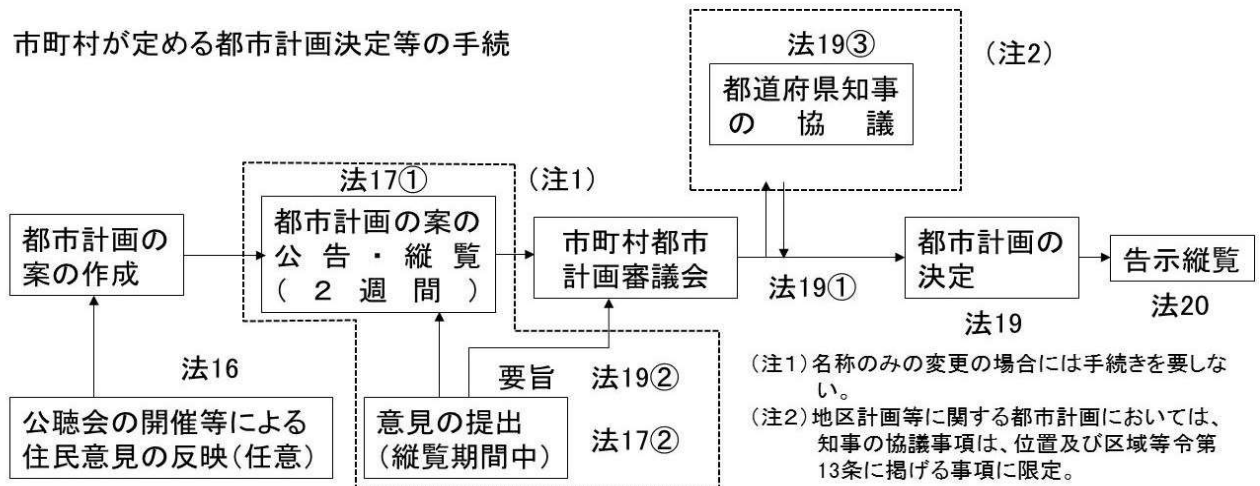 市町村が定める都市計画決定等の手続
法19③
(注2)
都道府県知事
の協議
法17①
(注1)
都市計画の
案の作成
都市計画の案の
公告・縦覧
(2週間)
市町村都市
計画審議会
法19①
都市計画の
決定
法19
告示縦覧
法20
法16
公聴会の開催等による
住民意見の反映(任意)
要旨 法19②
意見の提出
(縦覧期間中)
法17②
(注1)名称のみの変更の場合には手続きを要しな
い。
(注2)地区計画等に関する都市計画においては、
知事の協議事項は、位置及び区域等令第
13条に掲げる事項に限定。